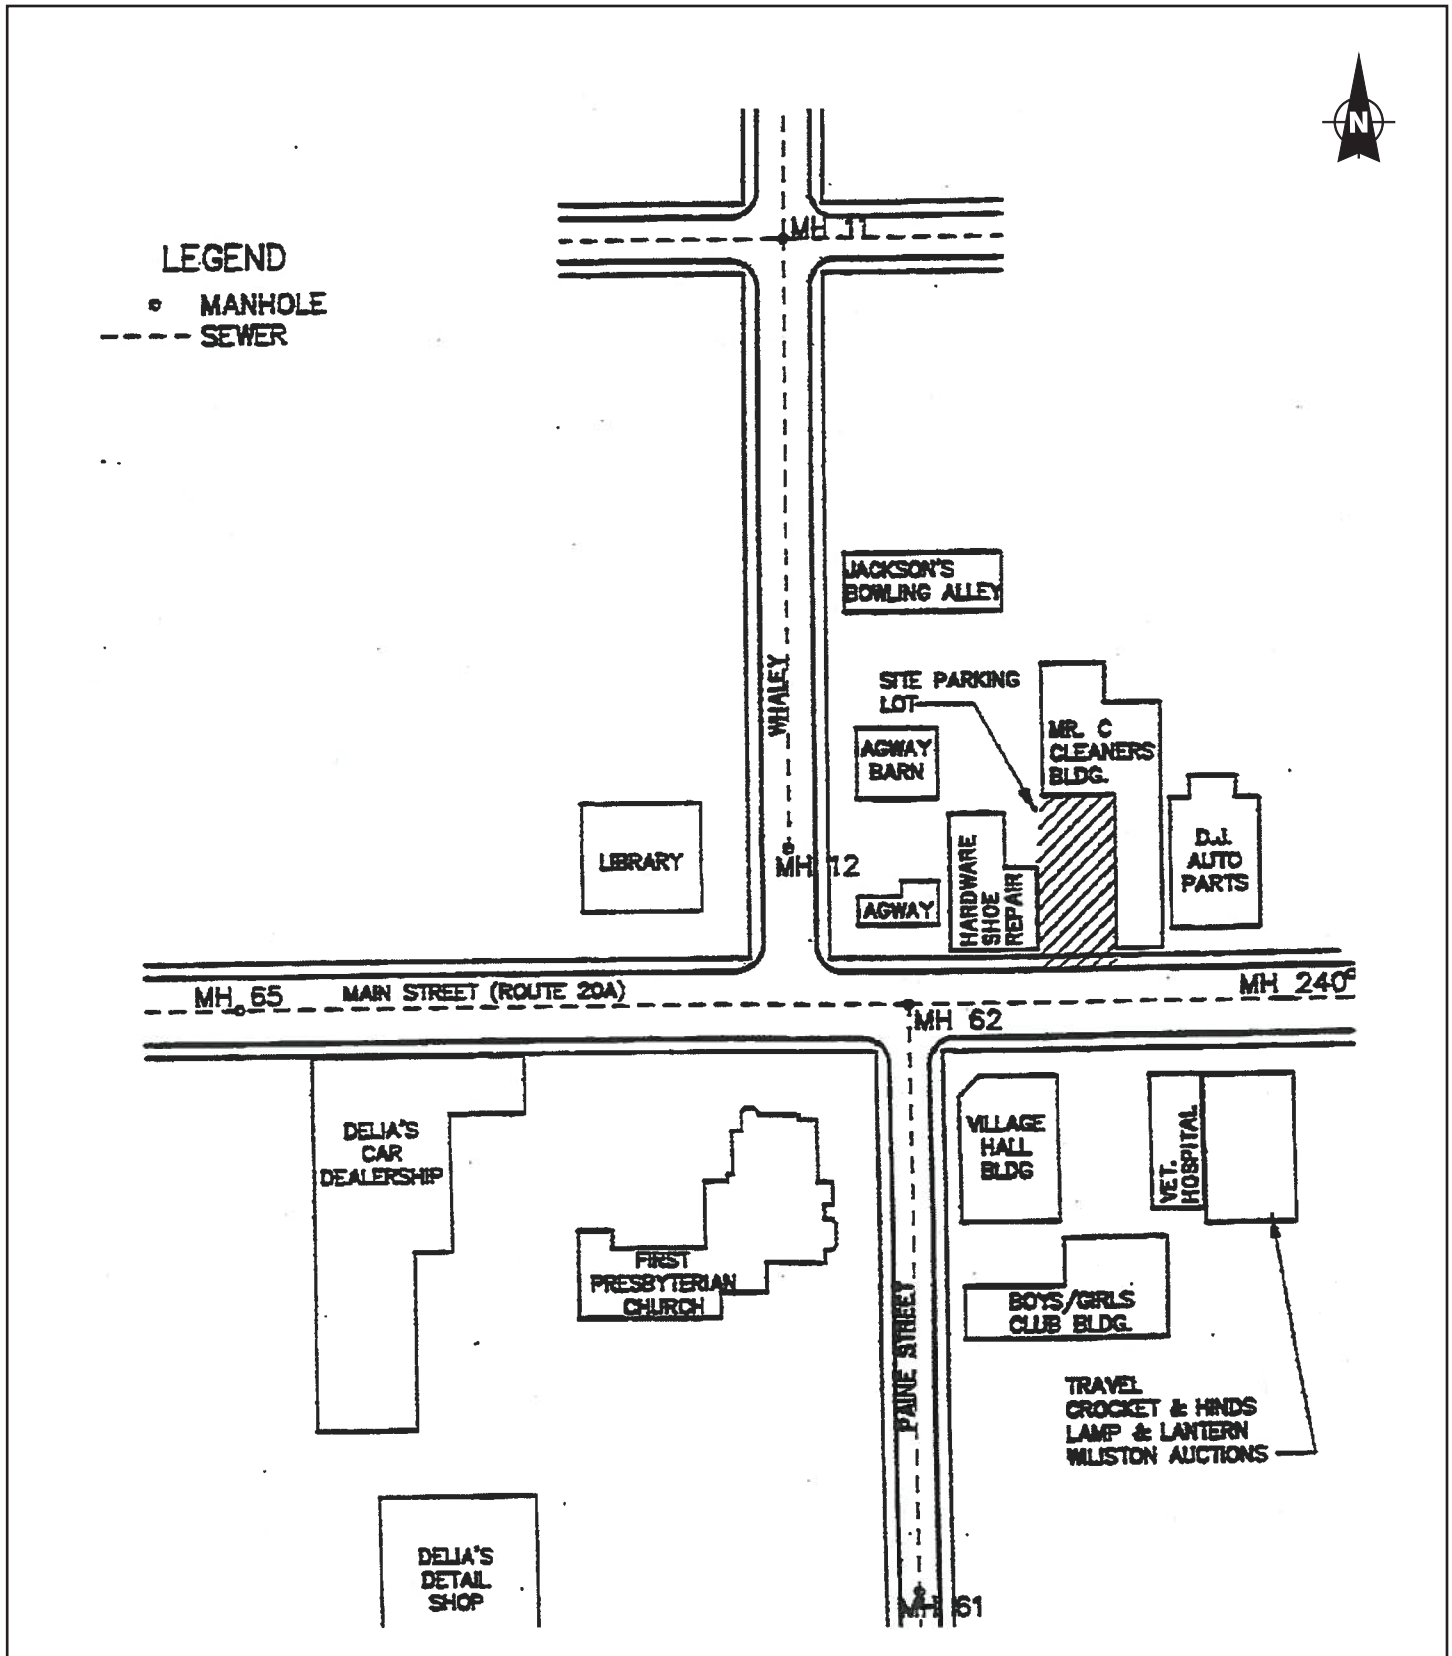 N
MH 11
LEGEND
MANHOLE
SEWER
JACKSON'S
BOWLING ALLEY
WHALEY
SITE PARKING
LOT
MR. C
CLEANERS
BLDG.
AGWAY
BARN
LIBRARY
MH 12
HARDWARE
SHOE
REPAIR
D.J.
AUTO
PARTS
AGWAY
MH 65
MAIN STREET (ROUTE 20A)
MH 240
MH 62
DELIA'S
CAR
DEALERSHIP
VILLAGE
HALL
BLDG
VET.
HOSPITAL
FIRST
PRESBYTERIAN
CHURCH
BOYS/GIRLS
CLUB BLDG.
PAINE STREET
TRAVEL
CROCKET & HINDS
LAMP & LANTERN
WILISTON AUCTIONS
DELIA'S
DETAIL
SHOP
MH 61